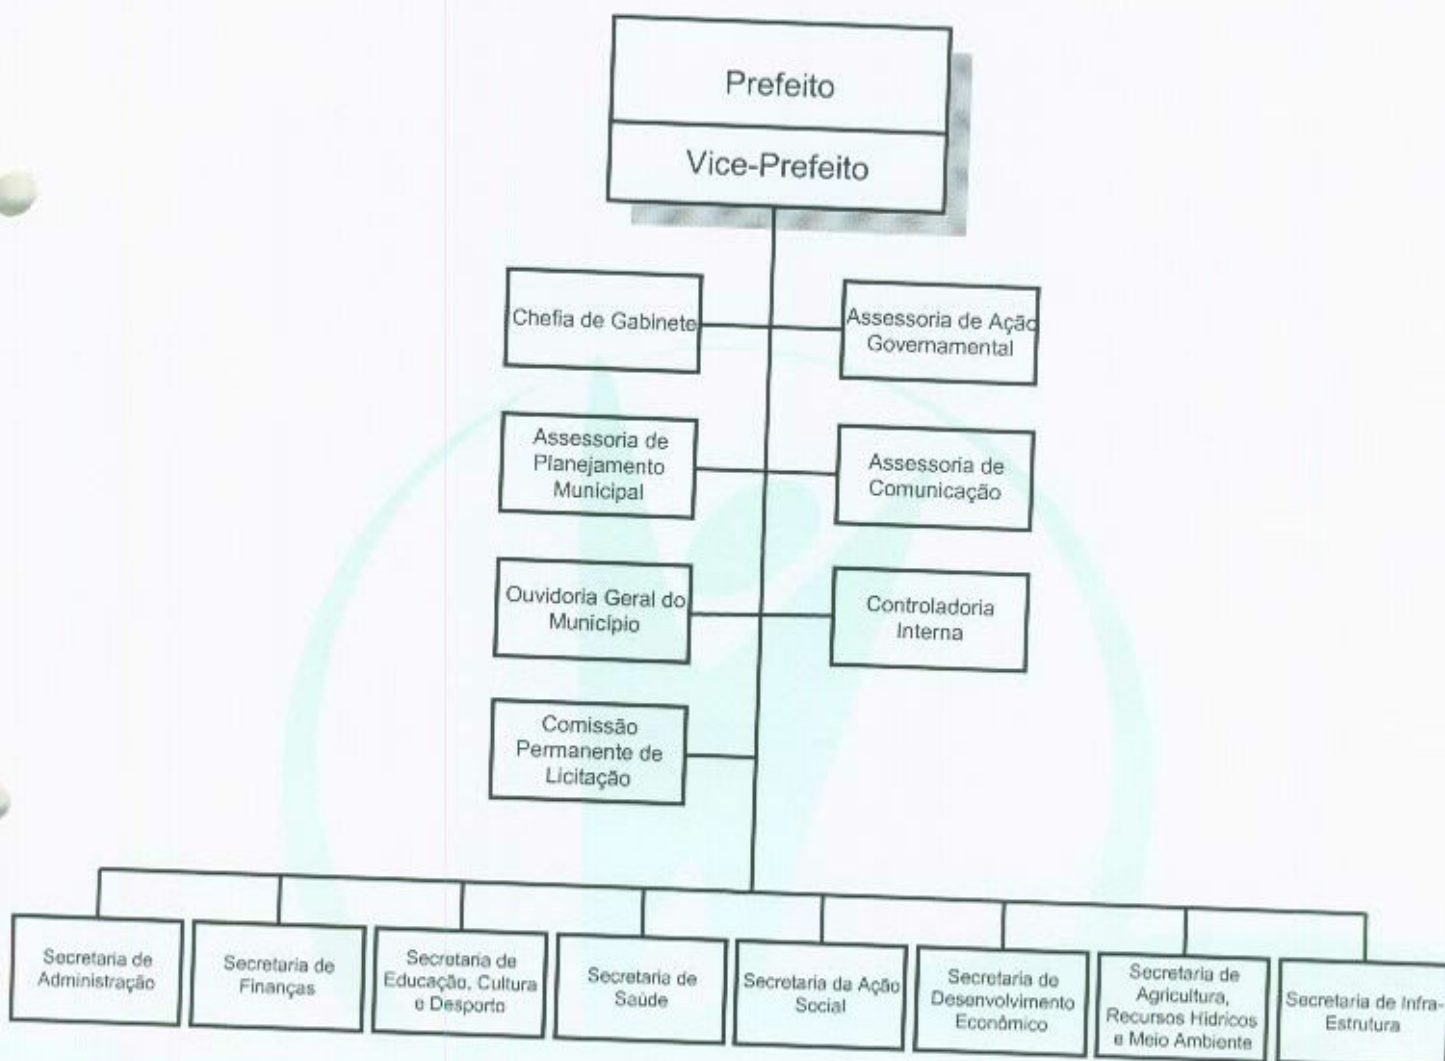 Prefeito
Vice-Prefeito
Chefia de Gabinete
Assessoria de Ação
Governamental
Assessoria de
Planejamento
Municipal
Assessoria de
Comunicação
Ouvidoria Geral do
Município
Controladoria
Interna
Comissão
Permanente de
Licitação
Secretaria de
Administração
Secretaria de
Finanças
Secretaria de
Educação, Cultura
e Desporto
Secretaria de
Saúde
Secretaria da Ação
Social
Secretaria de
Desenvolvimento
Econômico
Secretaria de
Agricultura,
Recursos Hídricos
e Meio Ambiente
Secretaria de Infra-
Estrutura